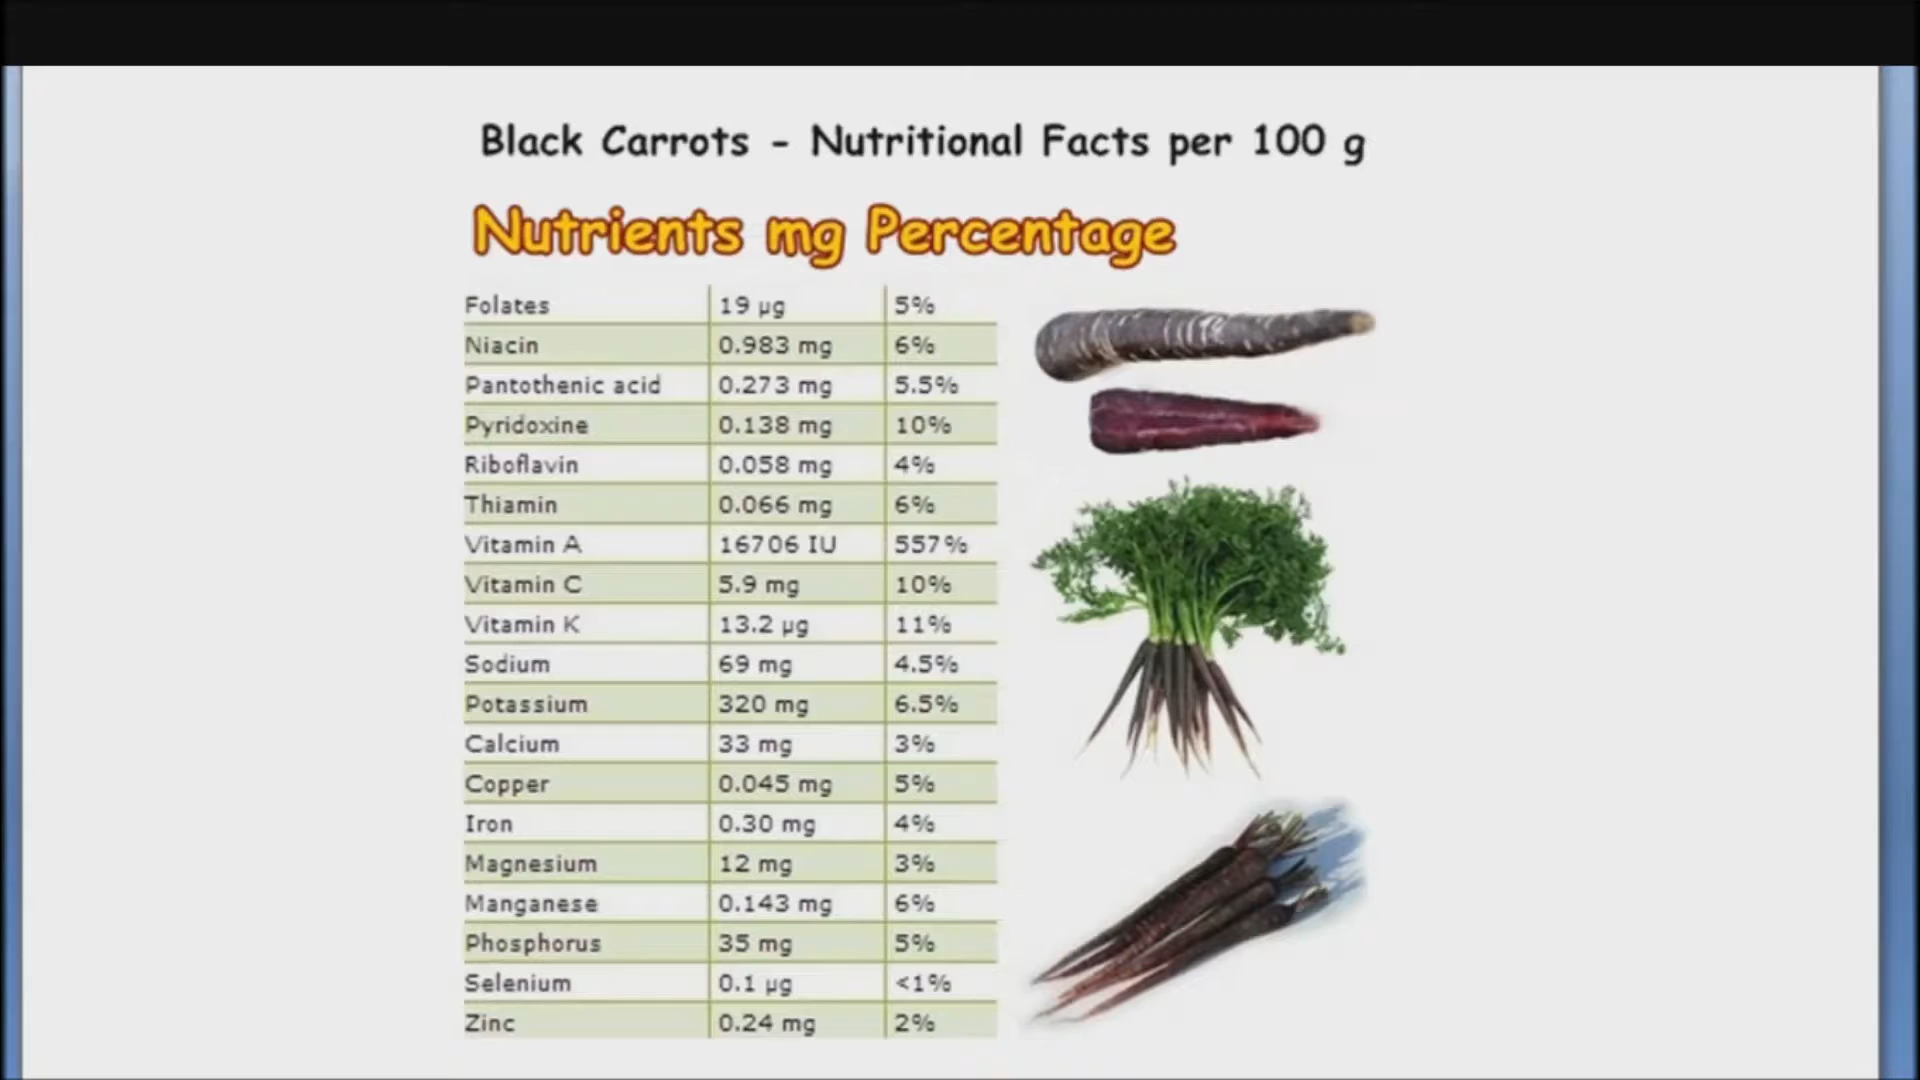 Black Carrots - Nutritional Facts per 100 g
Nutrients mg Percentage
Folates 19 µg 5%
Niacin 0.983 mg 6%
Pantothenic acid 0.273 mg 5.5%
Pyridoxine 0.138 mg 10%
Riboflavin 0.058 mg 4%
Thiamin 0.066 mg 6%
Vitamin A 16706 IU 557%
Vitamin C 5.9 mg 10%
Vitamin K 13.2 µg 11%
Sodium 69 mg 4.5%
Potassium 320 mg 6.5%
Calcium 33 mg 3%
Copper 0.045 mg 5%
Iron 0.30 mg 4%
Magnesium 12 mg 3%
Manganese 0.143 mg 6%
Phosphorus 35 mg 5%
Selenium 0.1 µg <1%
Zinc 0.24 mg 2%